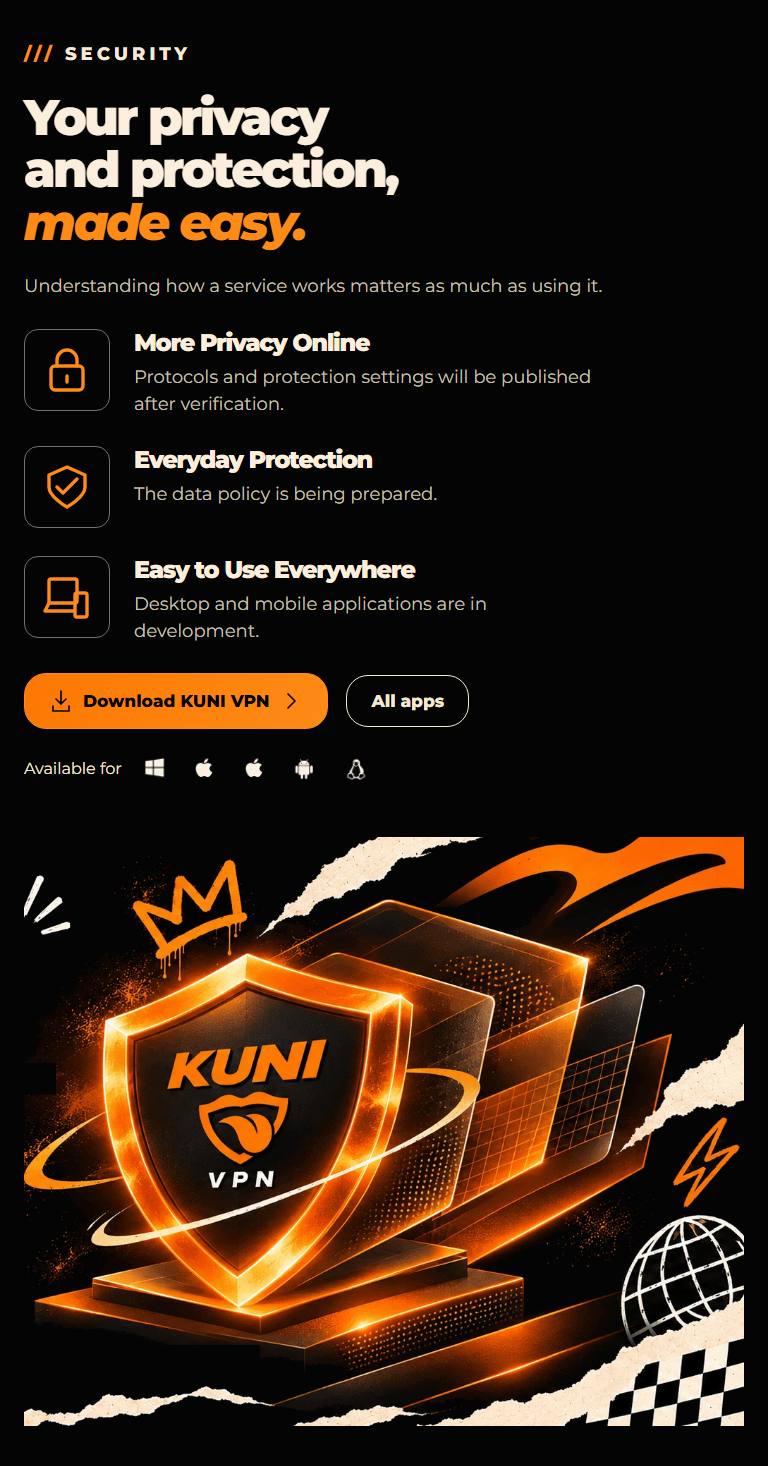 /// SECURITY
Your privacy
and protection,
made easy.
Understanding how a service works matters as much as using it.
More Privacy Online
Protocols and protection settings will be published
after verification.
Everyday Protection
The data policy is being prepared.
Easy to Use Everywhere
Desktop and mobile applications are in
development.
Download KUNI VPN
All apps
Available for
KUNI
VPN